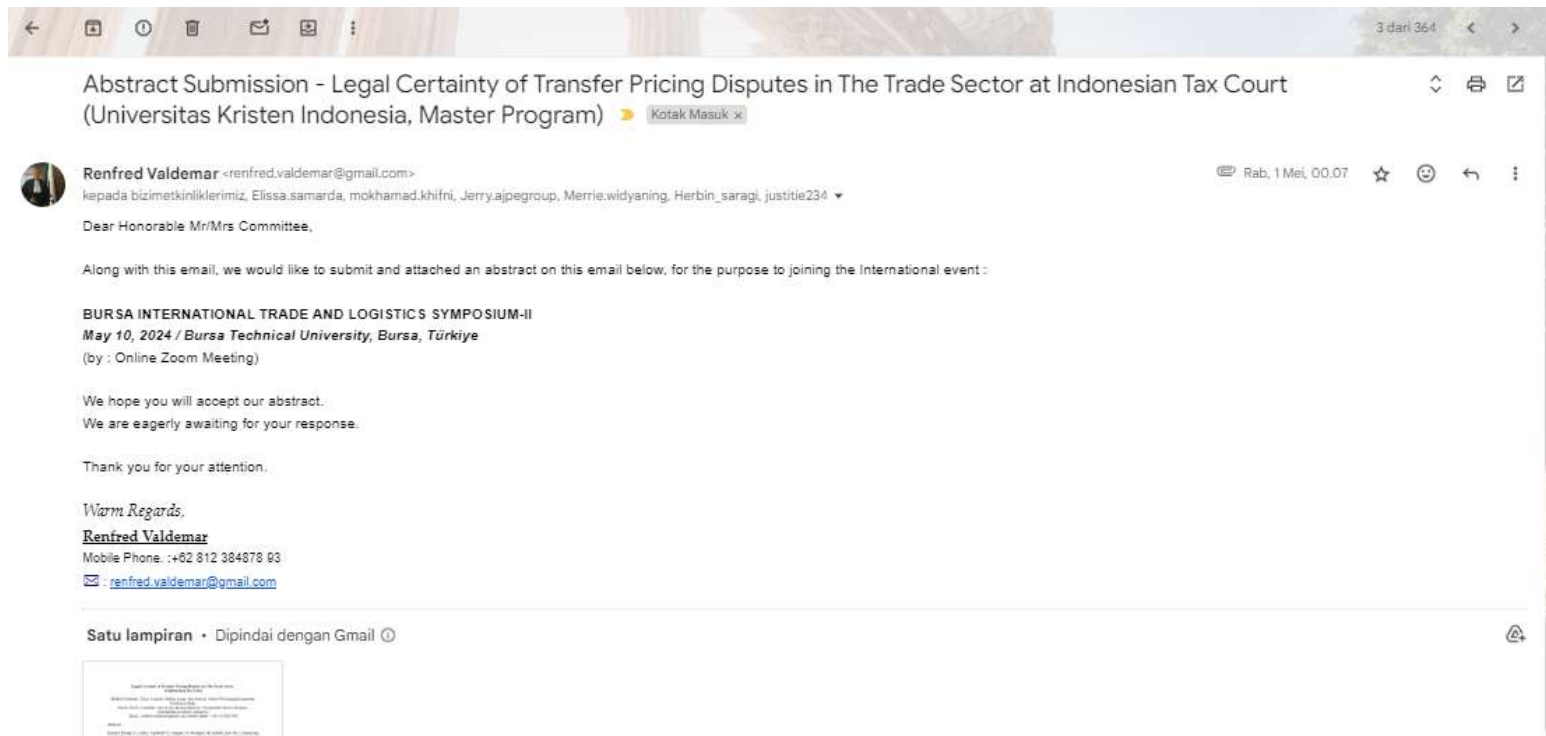 3 dari 364
Abstract Submission - Legal Certainty of Transfer Pricing Disputes in The Trade Sector at Indonesian Tax Court
(Universitas Kristen Indonesia, Master Program)
Kotak Masuk ×
Renfred Valdemar <renfred.valdemar@gmail.com>
Rab, 1 Mei, 00.07
kepada bizimetkinliklerimiz, Elissa.samarda, mokhamad.khifni, Jerry.ajpegroup, Merrie.widyaning, Herbin_saragi, justitie234
Dear Honorable Mr/Mrs Committee,
Along with this email, we would like to submit and attached an abstract on this email below, for the purpose to joining the International event :
BURSA INTERNATIONAL TRADE AND LOGISTICS SYMPOSIUM-II
May 10, 2024 / Bursa Technical University, Bursa, Türkiye
(by : Online Zoom Meeting)
We hope you will accept our abstract.
We are eagerly awaiting for your response.
Thank you for your attention.
Warm Regards,
Renfred Valdemar
Mobile Phone. :+62 812 384878 93
: renfred.valdemar@gmail.com
Satu lampiran • Dipindai dengan Gmail